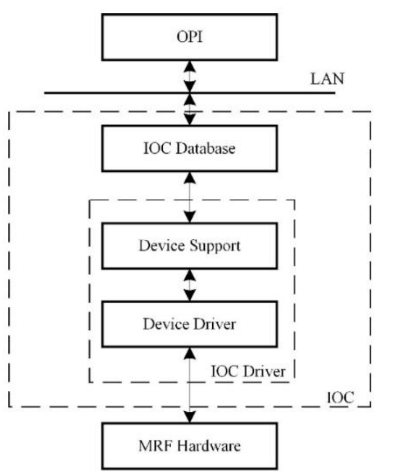 OPI
LAN
IOC Database
Device Support
Device Driver
IOC Driver
IOC
MRF Hardware